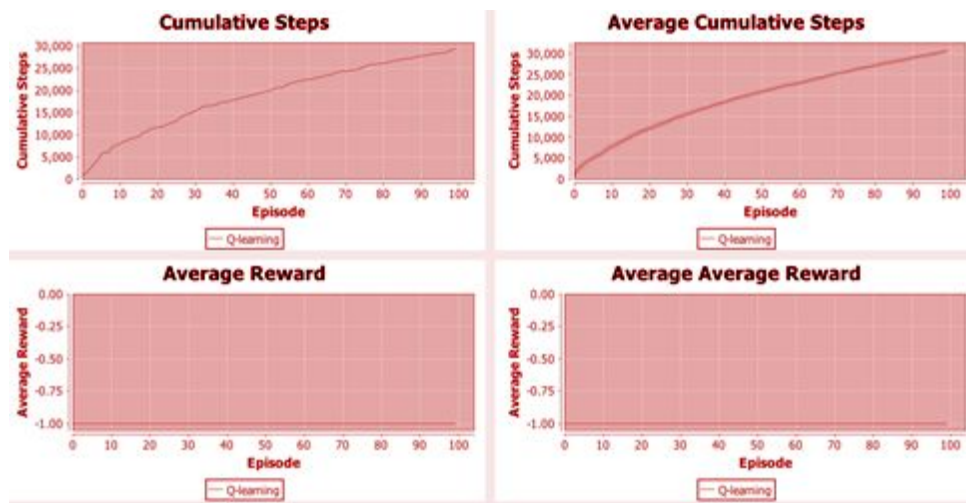 Cumulative Steps
Cumulative Steps
30,000
25,000
20,000
15,000
10,000
5,000
0
0 10 20 30 40 50 60 70 80 90 100
Episode
Q-learning
Average Cumulative Steps
Cumulative Steps
30,000
25,000
20,000
15,000
10,000
5,000
0
0 10 20 30 40 50 60 70 80 90 100
Episode
Q-learning
Average Reward
Average Reward
0.00
-0.25
-0.50
-0.75
-1.00
0 10 20 30 40 50 60 70 80 90 100
Episode
Q-learning
Average Average Reward
Average Reward
0.00
-0.25
-0.50
-0.75
-1.00
0 10 20 30 40 50 60 70 80 90 100
Episode
Q-learning